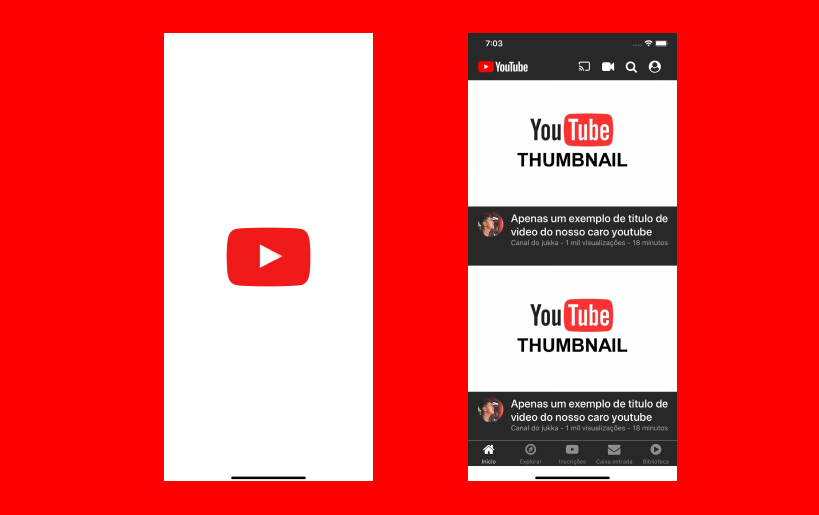 7:03
YouTube
YouTube
THUMBNAIL
Apenas um exemplo de titulo de
video do nosso caro youtube
Canal do jukka - 1 mil visualizações - 18 minutos
YouTube
THUMBNAIL
Apenas um exemplo de titulo de
video do nosso caro youtube
Canal do jukka - 1 mil visualizações - 18 minutos
Início Explorar Inscrições Caixa entrada Biblioteca